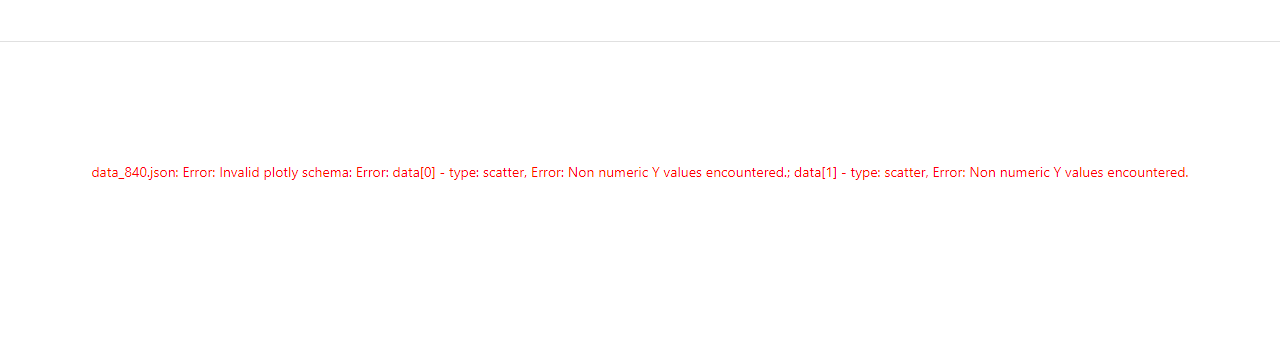 data_840.json: Error: Invalid plotly schema: Error: data[0] - type: scatter, Error: Non numeric Y values encountered.; data[1] - type: scatter, Error: Non numeric Y values encountered.